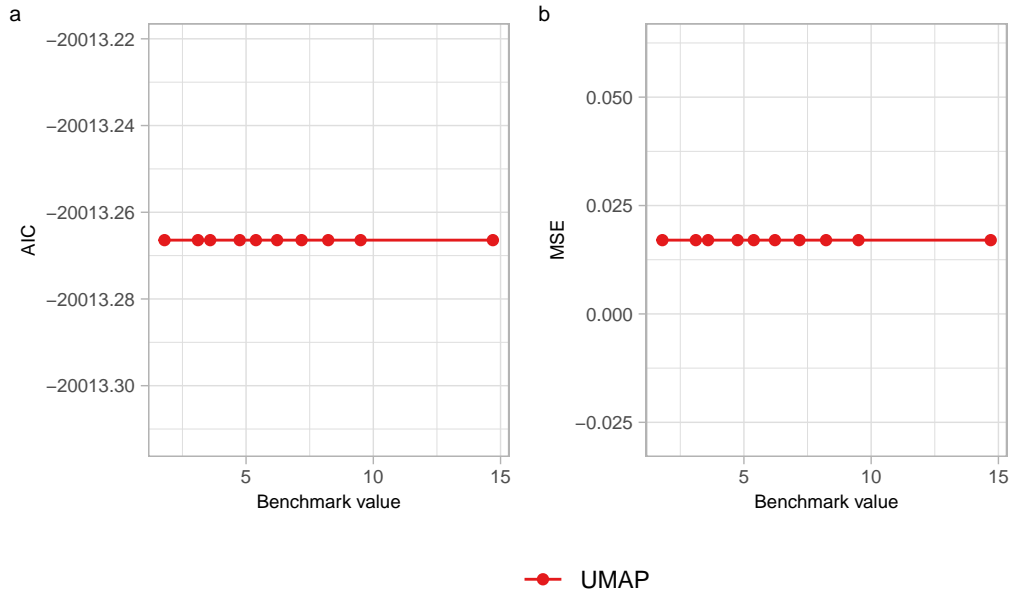 a
−20013.22
−20013.24
−20013.26
−20013.28
−20013.30
AIC
5 10 15
Benchmark value
b
0.050
0.025
0.000
−0.025
MSE
5 10 15
Benchmark value
UMAP